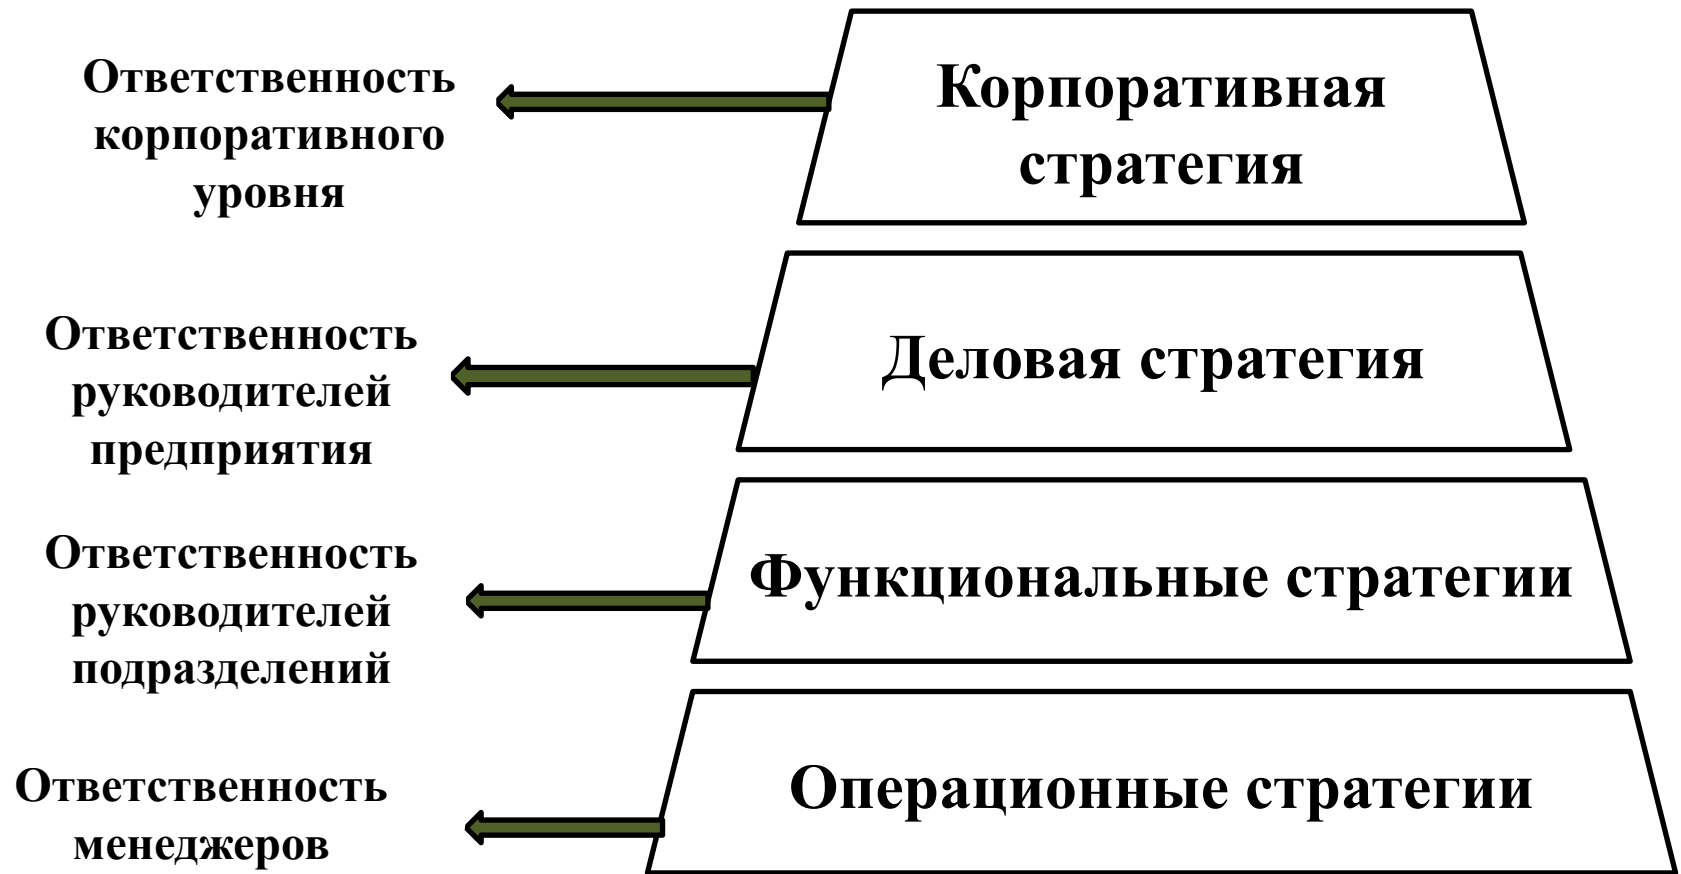 Ответственность
корпоративного
уровня
Корпоративная
стратегия
Ответственность
руководителей
предприятия
Деловая стратегия
Ответственность
руководителей
подразделений
Функциональные стратегии
Ответственность
менеджеров
Операционные стратегии